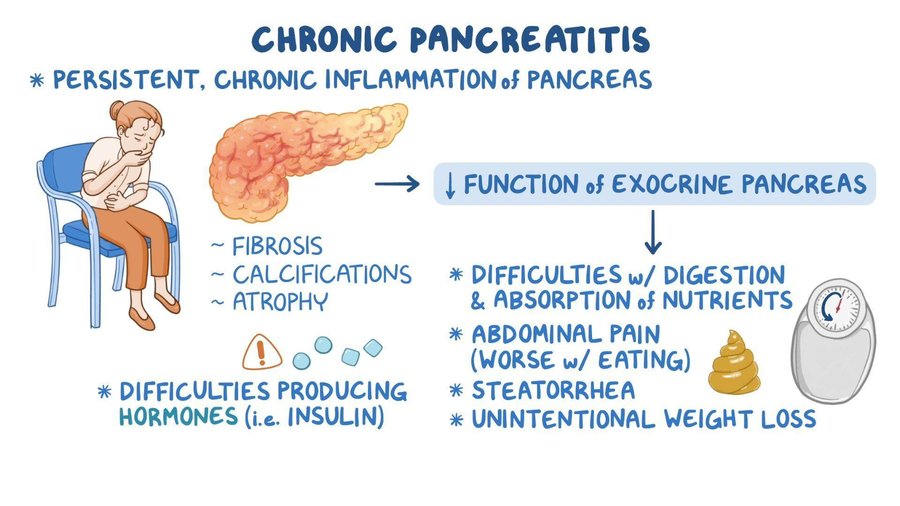 CHRONIC PANCREATITIS
* PERSISTENT, CHRONIC INFLAMMATION of PANCREAS
↓ FUNCTION of EXOCRINE PANCREAS
~ FIBROSIS
~ CALCIFICATIONS
~ ATROPHY
* DIFFICULTIES PRODUCING
HORMONES (i.e. INSULIN)
* DIFFICULTIES w/ DIGESTION
& ABSORPTION of NUTRIENTS
* ABDOMINAL PAIN
(WORSE w/ EATING)
* STEATORRHEA
* UNINTENTIONAL WEIGHT LOSS